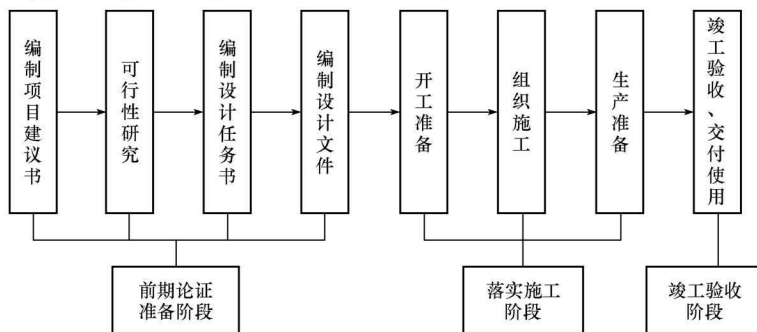 编制项目建议书
可行性研究
编制设计任务书
编制设计文件
开工准备
组织施工
生产准备
竣工验收、交付使用
前期论证
准备阶段
落实施工
阶段
竣工验收
阶段